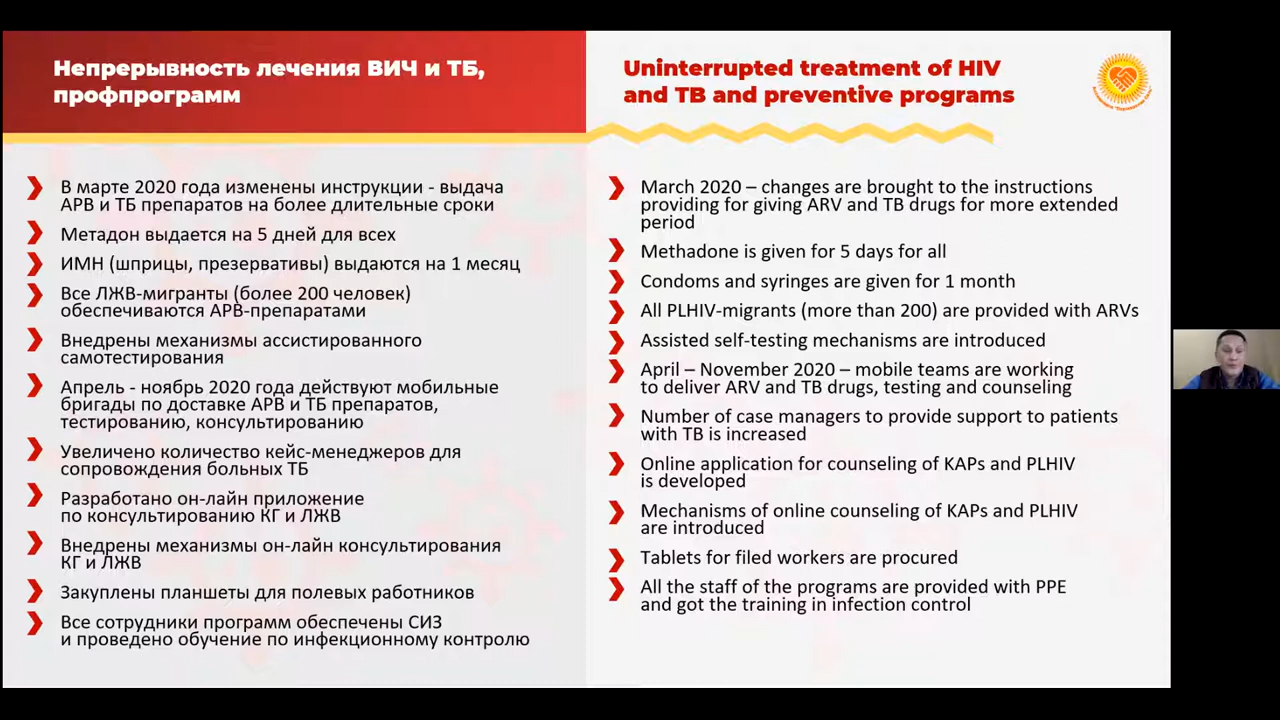 Непрерывность лечения ВИЧ и ТБ,
профпрограмм
В марте 2020 года изменены инструкции - выдача
АРВ и ТБ препаратов на более длительные сроки
Метадон выдается на 5 дней для всех
ИМН (шприцы, презервативы) выдаются на 1 месяц
Все ЛЖВ-мигранты (более 200 человек)
обеспечиваются АРВ-препаратами
Внедрены механизмы ассистированного
самотестирования
Апрель - ноябрь 2020 года действуют мобильные
бригады по доставке АРВ и ТБ препаратов,
тестированию, консультированию
Увеличено количество кейс-менеджеров для
сопровождения больных ТБ
Разработано он-лайн приложение
по консультированию КГ и ЛЖВ
Внедрены механизмы он-лайн консультирования
КГ и ЛЖВ
Закуплены планшеты для полевых работников
Все сотрудники программ обеспечены СИЗ
и проведено обучение по инфекционному контролю
Uninterrupted treatment of HIV
and TB and preventive programs
March 2020 – changes are brought to the instructions
providing for giving ARV and TB drugs for more extended
period
Methadone is given for 5 days for all
Condoms and syringes are given for 1 month
All PLHIV-migrants (more than 200) are provided with ARVs
Assisted self-testing mechanisms are introduced
April – November 2020 – mobile teams are working
to deliver ARV and TB drugs, testing and counseling
Number of case managers to provide support to patients
with TB is increased
Online application for counseling of KAPs and PLHIV
is developed
Mechanisms of online counseling of KAPs and PLHIV
are introduced
Tablets for filed workers are procured
All the staff of the programs are provided with PPE
and got the training in infection control